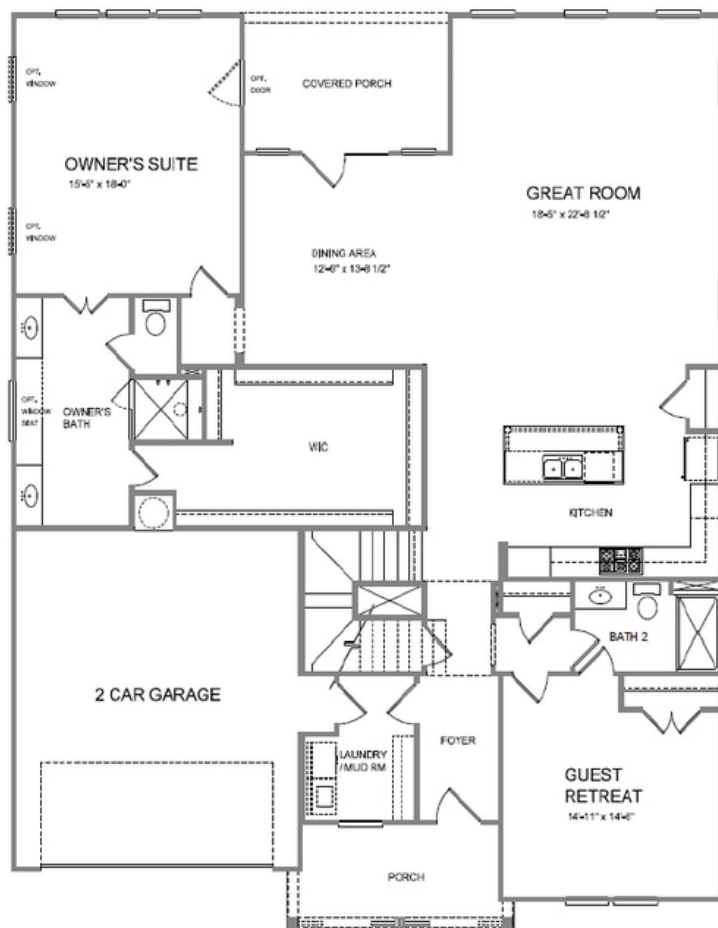 OPT.
WINDOW
OPT.
DOOR
COVERED PORCH
OWNER'S SUITE
15'-6" x 18'-0"
GREAT ROOM
18'-5" x 22'-8 1/2"
OPT.
WINDOW
DINING AREA
12'-6" x 13'-8 1/2"
OPT.
WINDOW
SEAT
OWNER'S
BATH
WIC
KITCHEN
BATH 2
2 CAR GARAGE
LAUNDRY
/MUD RM
FOYER
GUEST
RETREAT
14'-11" x 14'-6"
PORCH